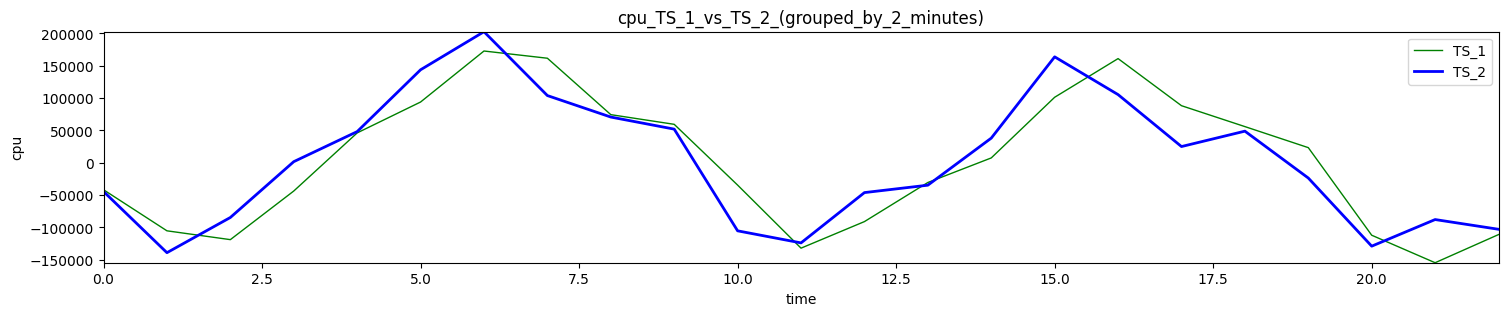 cpu_TS_1_vs_TS_2_(grouped_by_2_minutes)
200000
150000
100000
50000
0
−50000
−100000
−150000
cpu
TS_1
TS_2
0.0 2.5 5.0 7.5 10.0 12.5 15.0 17.5 20.0
time